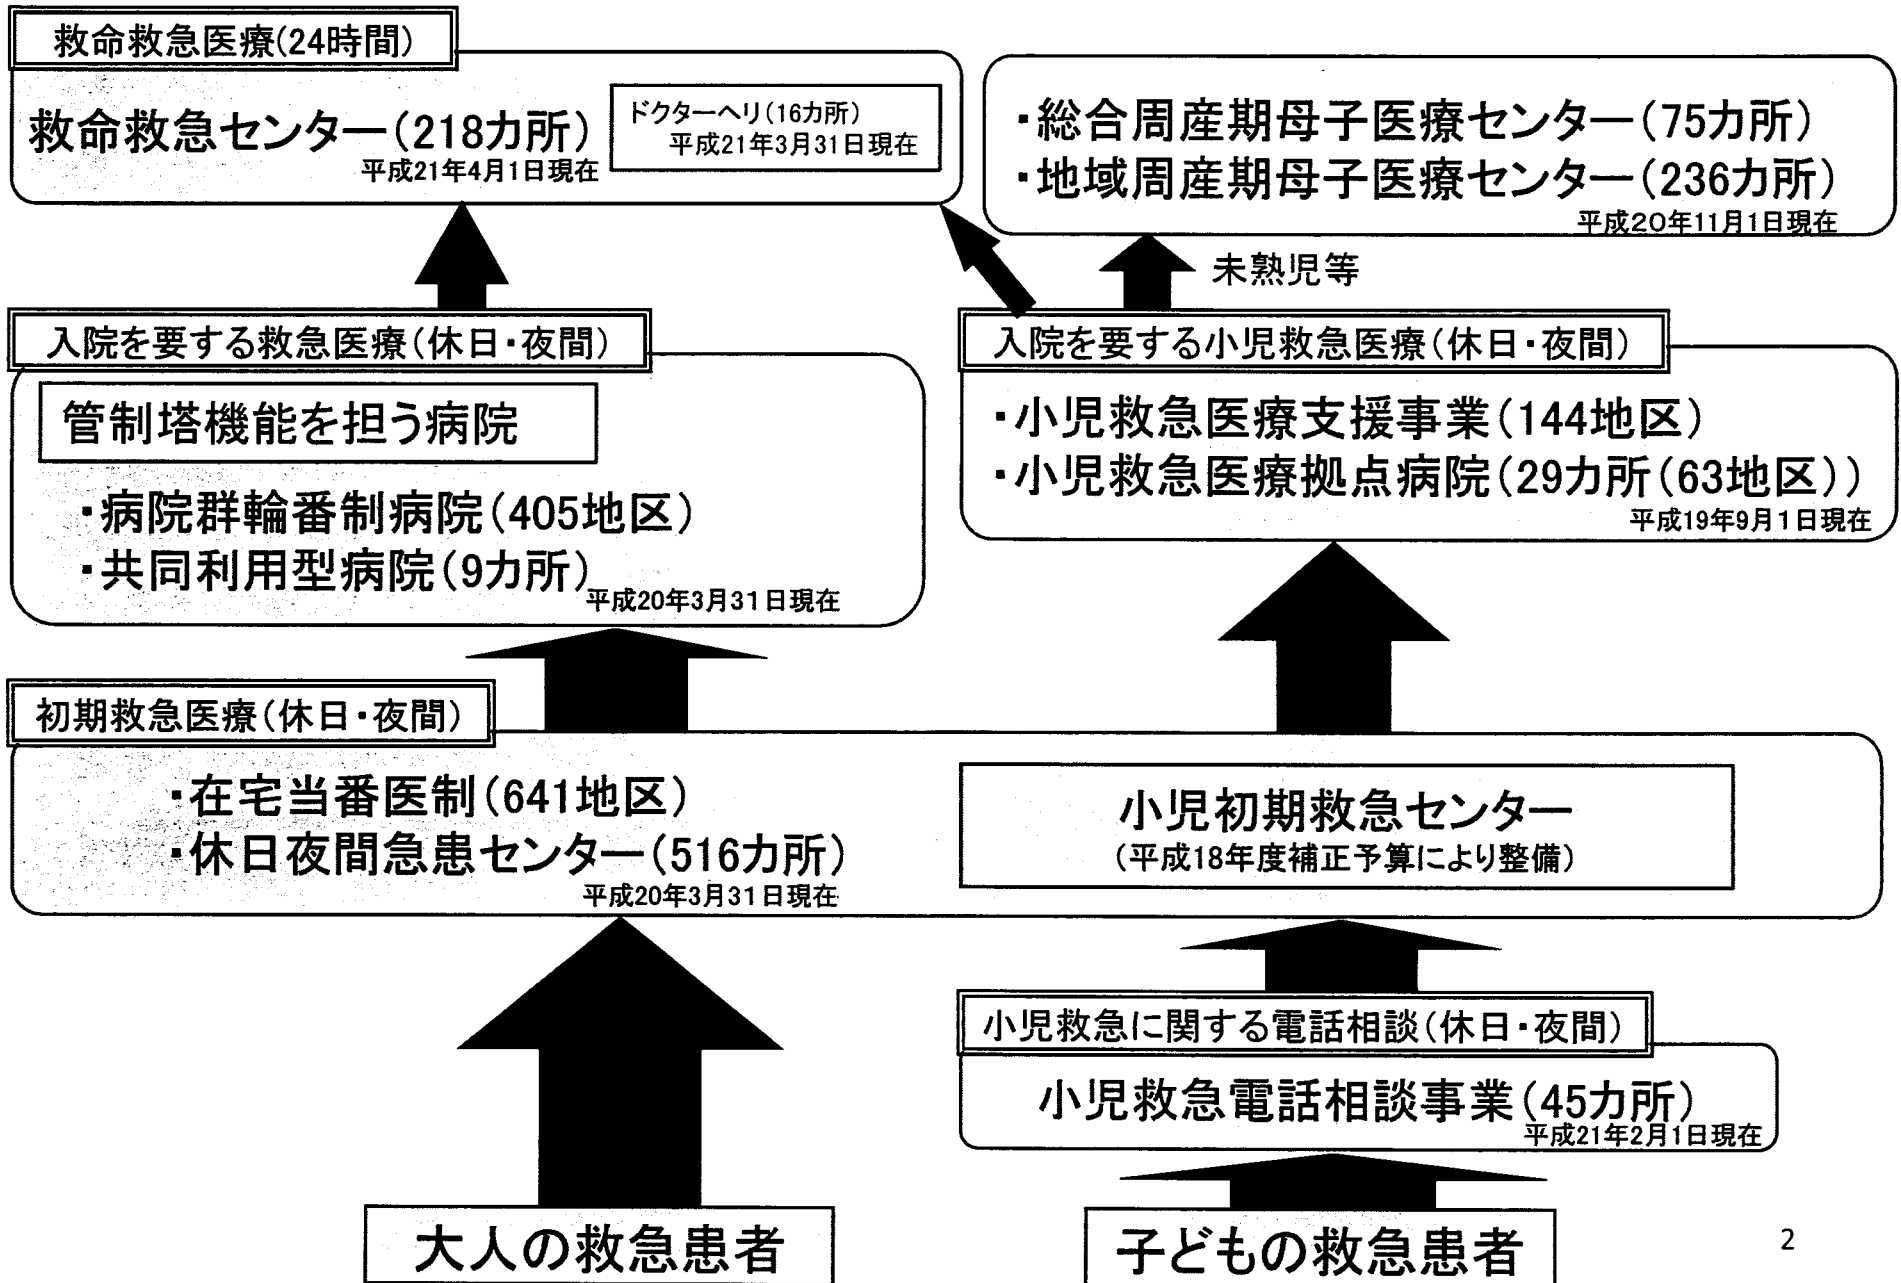 救命救急医療(24時間)
救命救急センター(218カ所)
平成21年4月1日現在
ドクターヘリ(16カ所)
平成21年3月31日現在
・総合周産期母子医療センター(75カ所)
・地域周産期母子医療センター(236カ所)
平成20年11月1日現在
未熟児等
入院を要する救急医療(休日・夜間)
管制塔機能を担う病院
・病院群輪番制病院(405地区)
・共同利用型病院(9カ所)
平成20年3月31日現在
入院を要する小児救急医療(休日・夜間)
・小児救急医療支援事業(144地区)
・小児救急医療拠点病院(29カ所(63地区))
平成19年9月1日現在
初期救急医療(休日・夜間)
・在宅当番医制(641地区)
・休日夜間急患センター(516カ所)
平成20年3月31日現在
小児初期救急センター
(平成18年度補正予算により整備)
小児救急に関する電話相談(休日・夜間)
小児救急電話相談事業(45カ所)
平成21年2月1日現在
大人の救急患者
子どもの救急患者
2